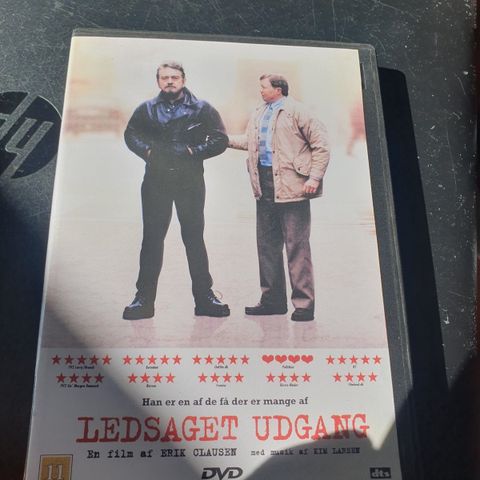 hp
Han er en af de få der er mange af
LEDSAGET UDGANG
En film af ERIK CLAUSEN med musik af KIM LARSEN
11
DVD
dts